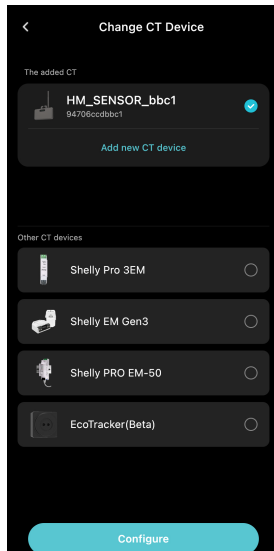 Change CT Device
The added CT
HM_SENSOR_bbc1
94706ccdbbc1
Add new CT device
Other CT devices
Shelly Pro 3EM
Shelly EM Gen3
Shelly PRO EM-50
EcoTracker(Beta)
Configure